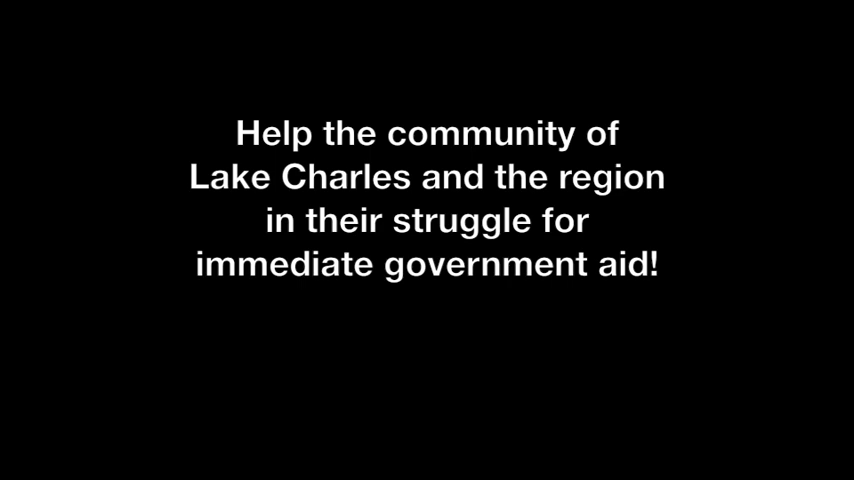 Help the community of
Lake Charles and the region
in their struggle for
immediate government aid!